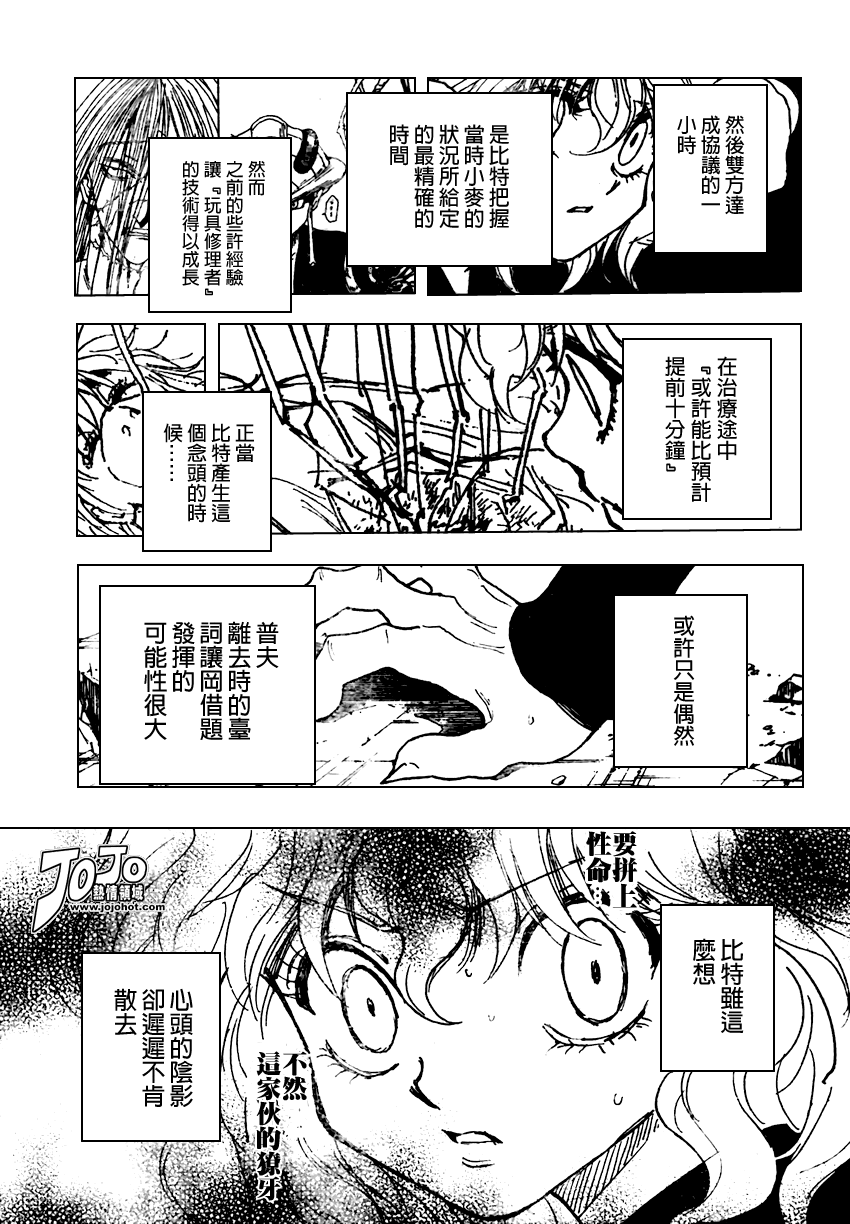 然後雙方達
成協議的一
小時
是比特把握
當時小麥的
狀況所給定
的最精確的
時間
然而
之前的些許經驗
讓『玩具修理者』
的技術得以成長
在治療途中
『或許能比預計
提前十分鐘』
正當
比特產生這
個念頭的時
候……
或許只是偶然
普夫
離去時的臺
詞讓岡借題
發揮的
可能性很大
要拼上
性命
比特雖這
麼想
不然
這家伙的獠牙
心頭的陰影
卻遲遲不肯
散去
JOJO
熱情領域
www.jojohot.com